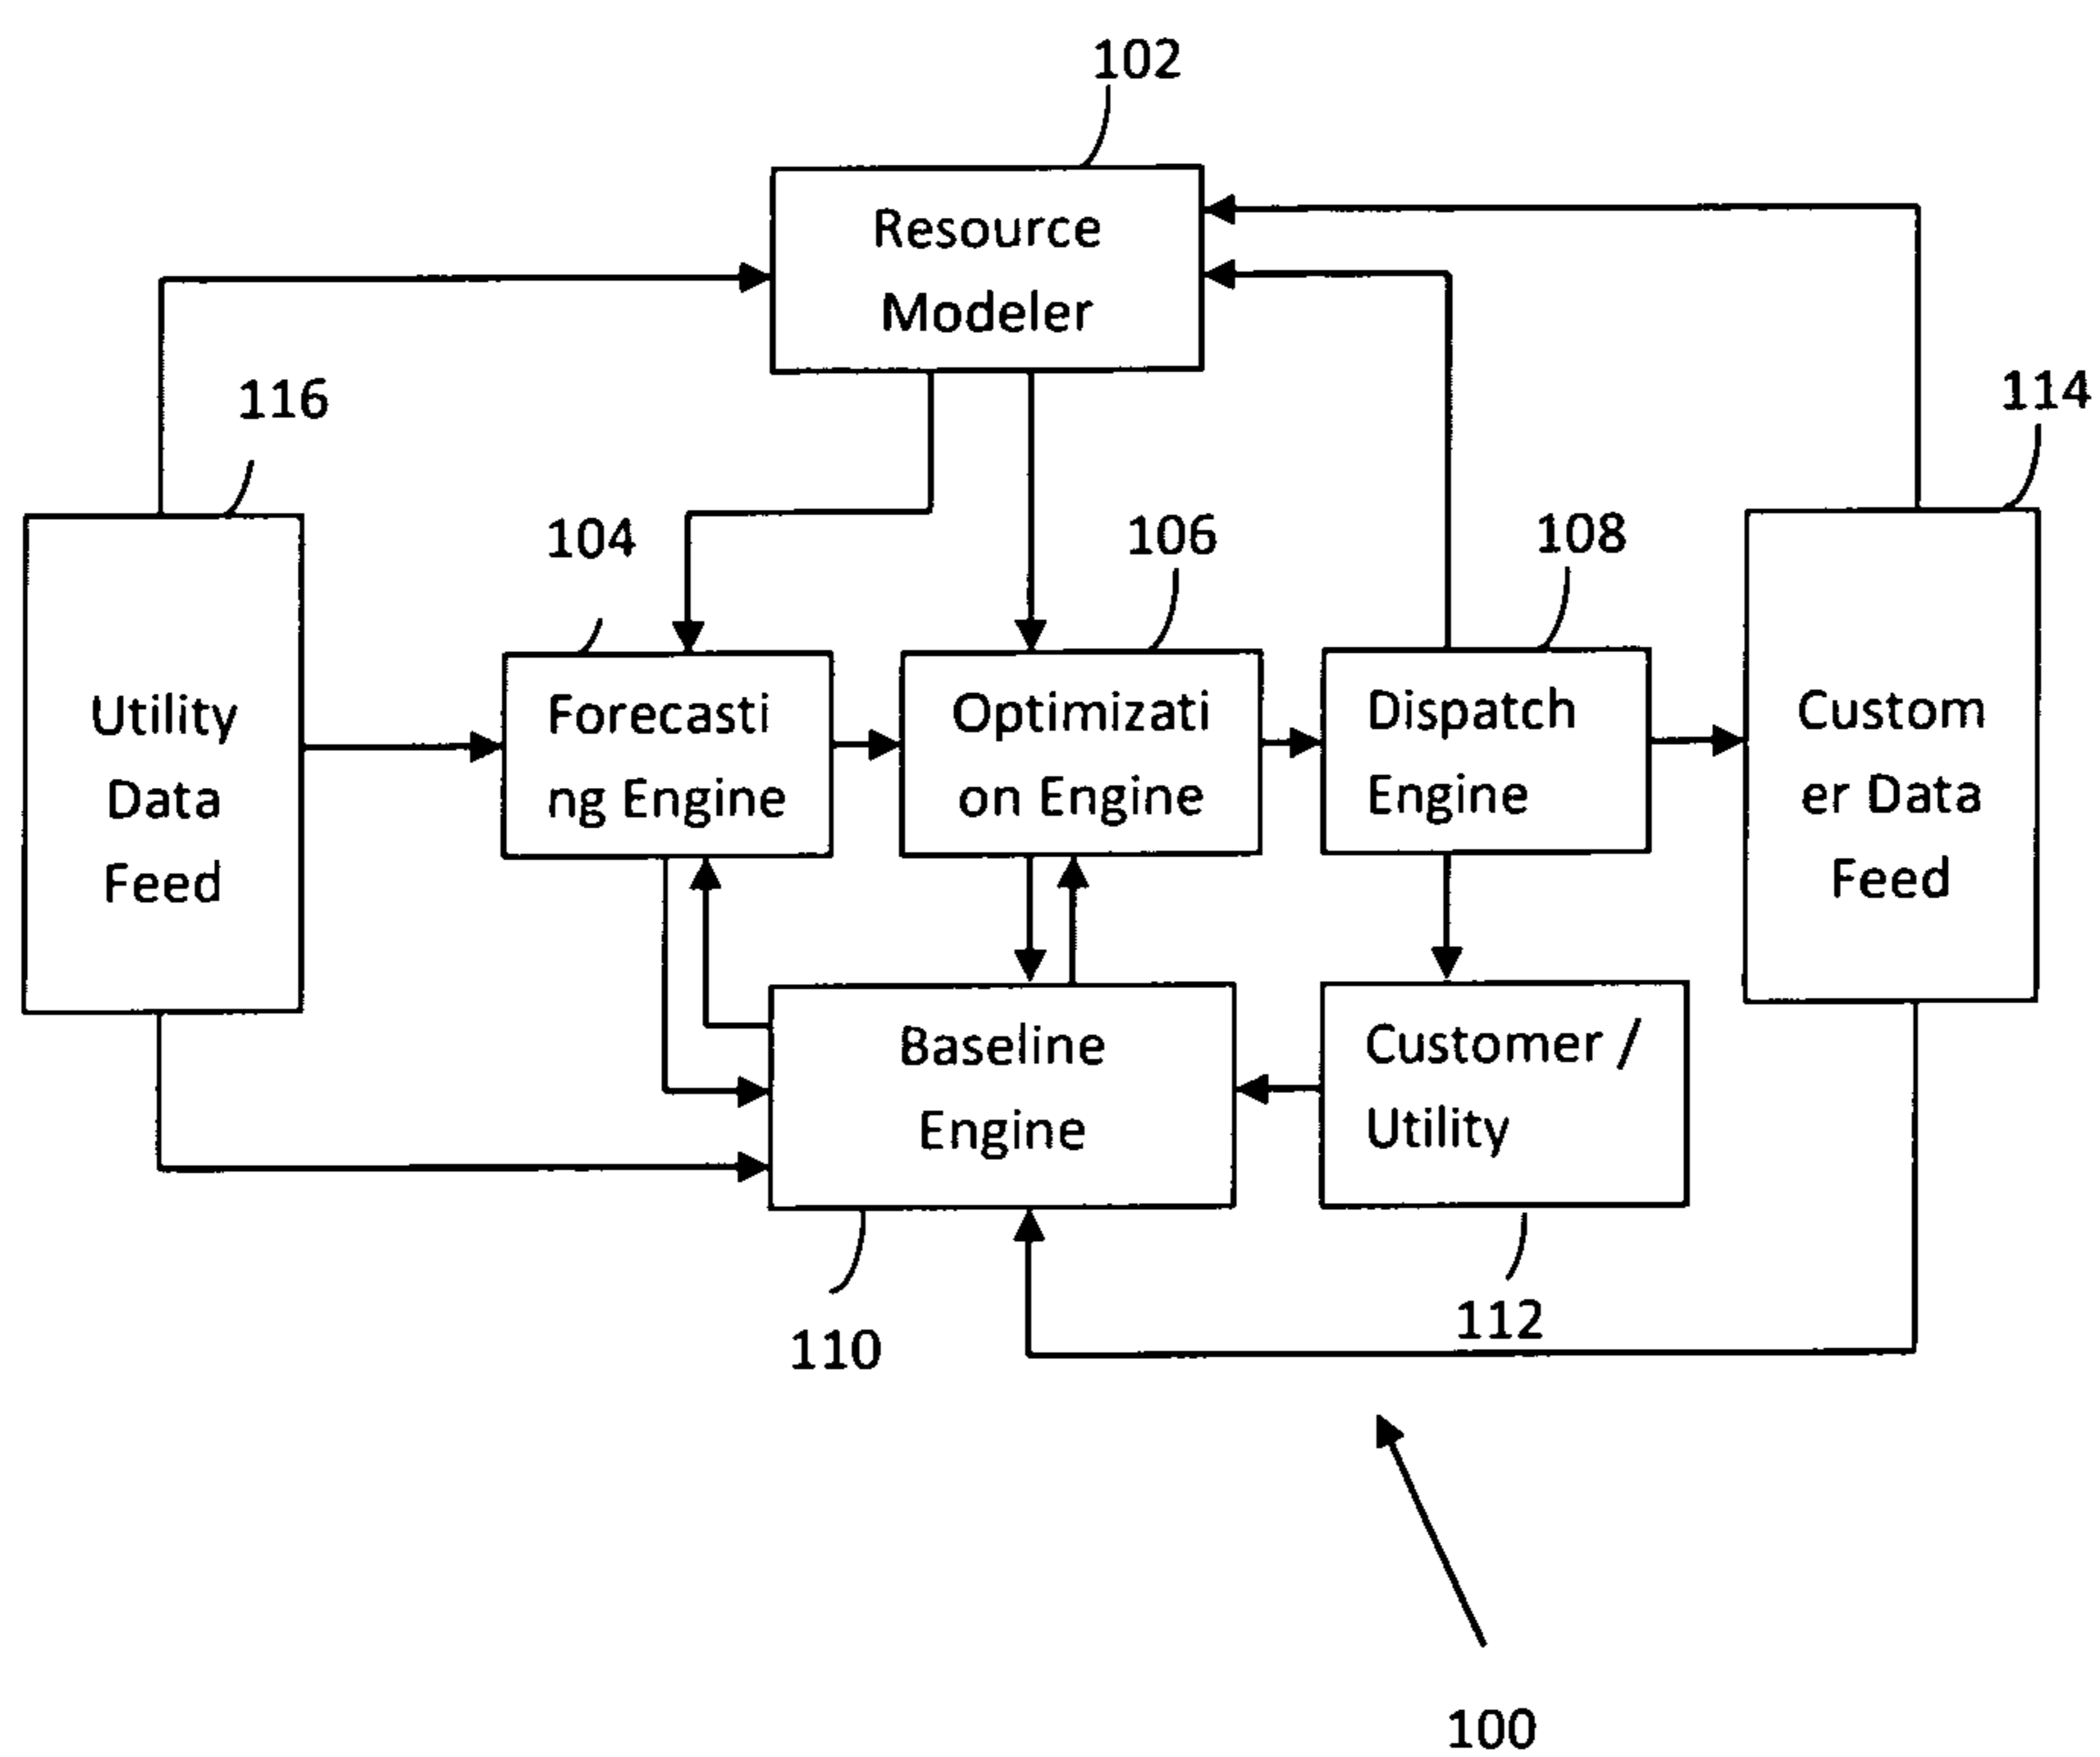 102
Resource
Modeler
116
114
104
106
108
Utility
Data
Feed
Forecasti
ng Engine
Optimizati
on Engine
Dispatch
Engine
Custom
er Data
Feed
Baseline
Engine
Customer /
Utility
110
112
100